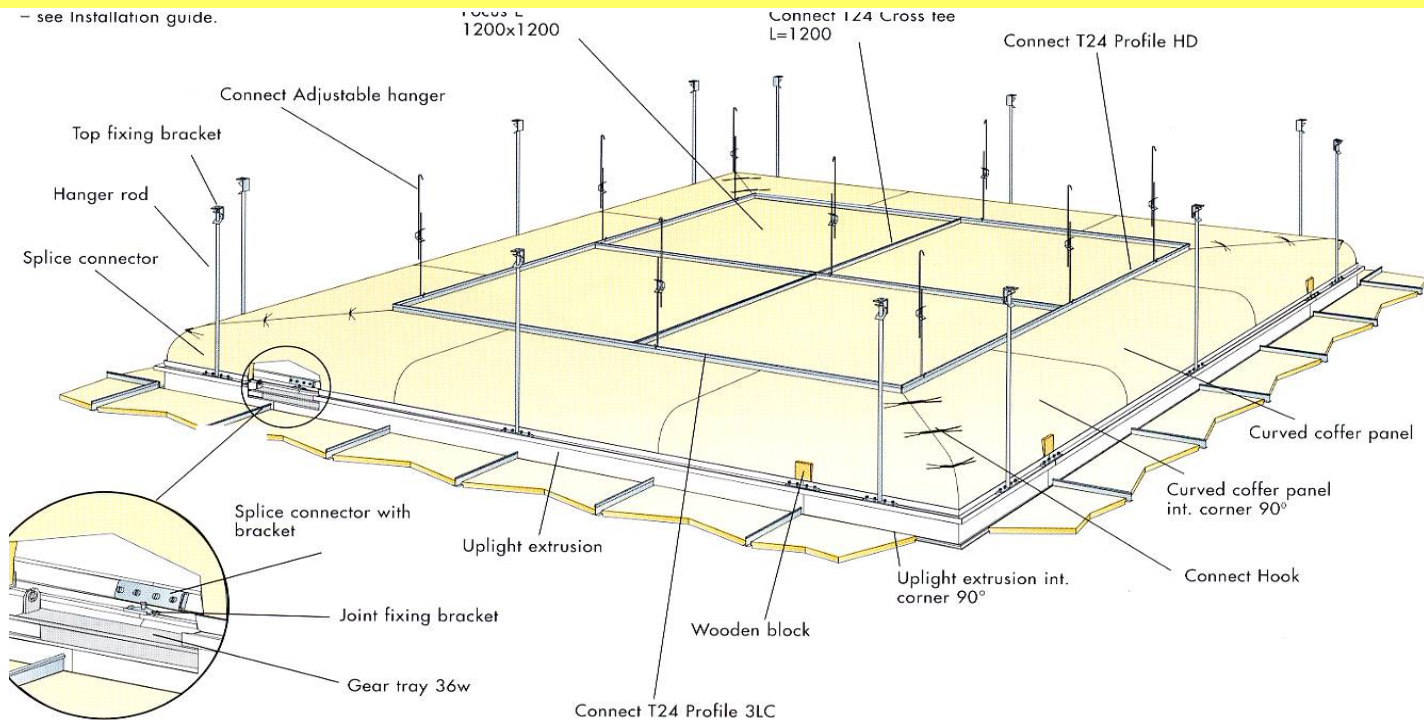 – see Installation guide.
Focus E
1200x1200
Connect T24 Cross tee
L=1200
Connect T24 Profile HD
Connect Adjustable hanger
Top fixing bracket
Hanger rod
Splice connector
Curved coffer panel
Curved coffer panel
int. corner 90°
Connect Hook
Splice connector with
bracket
Uplight extrusion
Uplight extrusion int.
corner 90°
Joint fixing bracket
Wooden block
Gear tray 36w
Connect T24 Profile 3LC